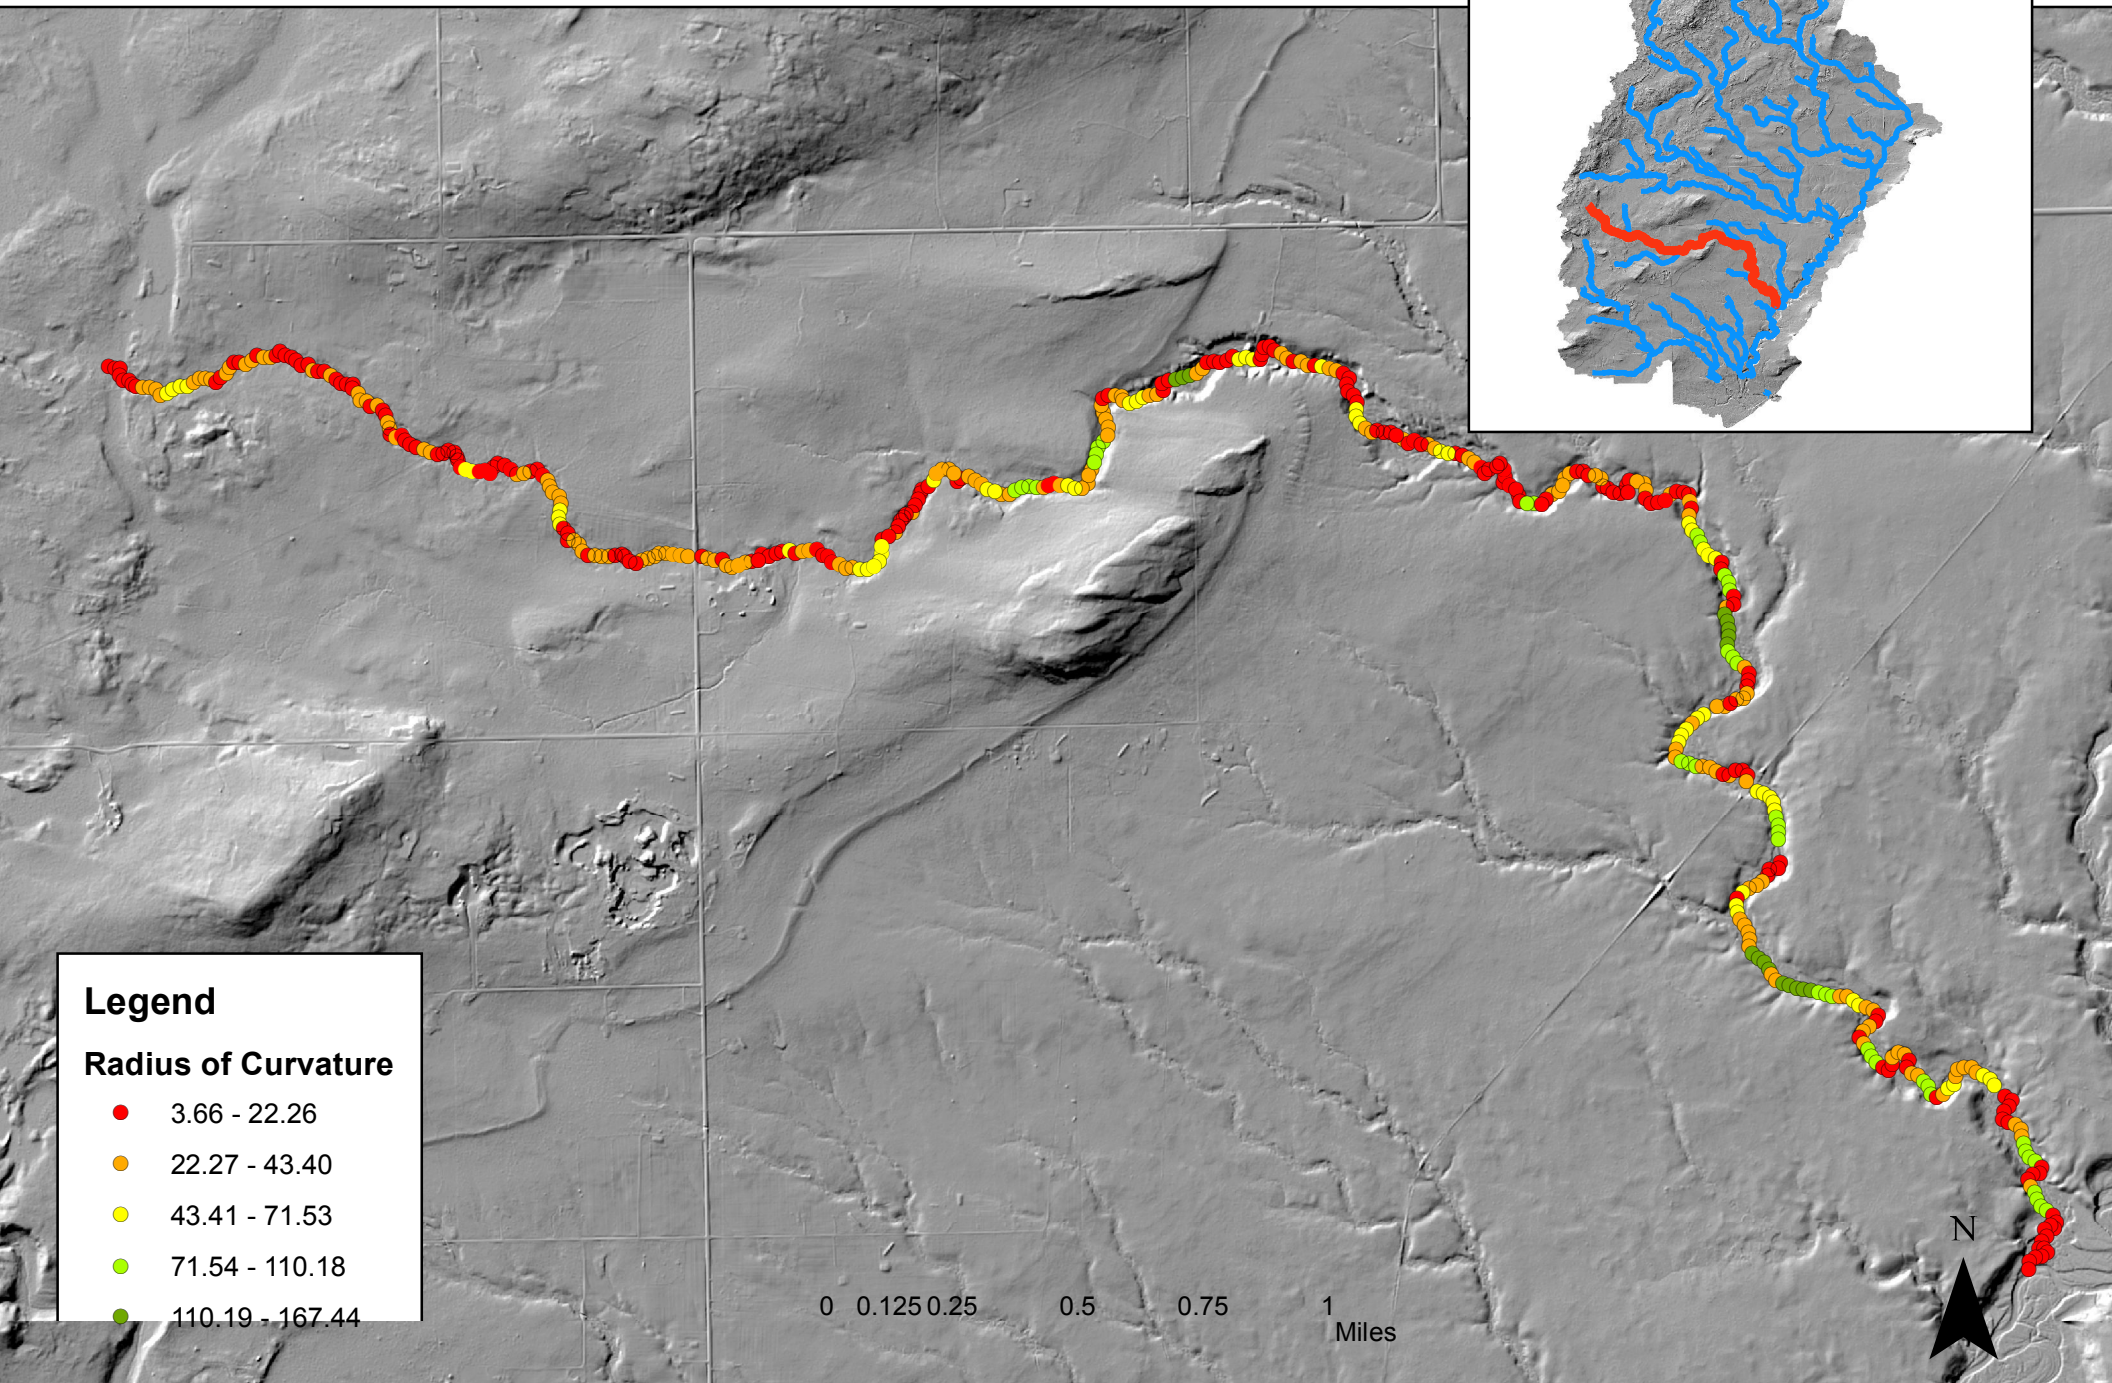 Legend
Radius of Curvature
3.66 - 22.26
22.27 - 43.40
43.41 - 71.53
71.54 - 110.18
110.19 - 167.44
0 0.125 0.25 0.5 0.75 1
Miles
N